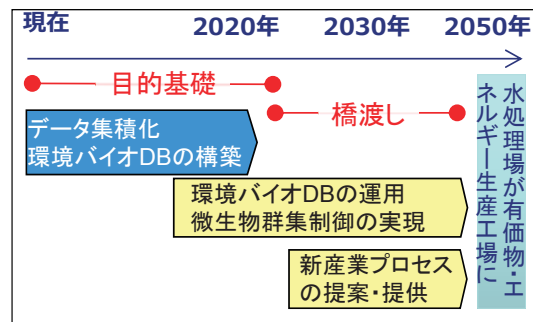 現在 2020年 2030年 2050年
目的基礎
橋渡し
データ集積化
環境バイオDBの構築
環境バイオDBの運用
微生物群集制御の実現
新産業プロセス
の提案・提供
水処理場が有価物・エ
ネルギー生産工場に